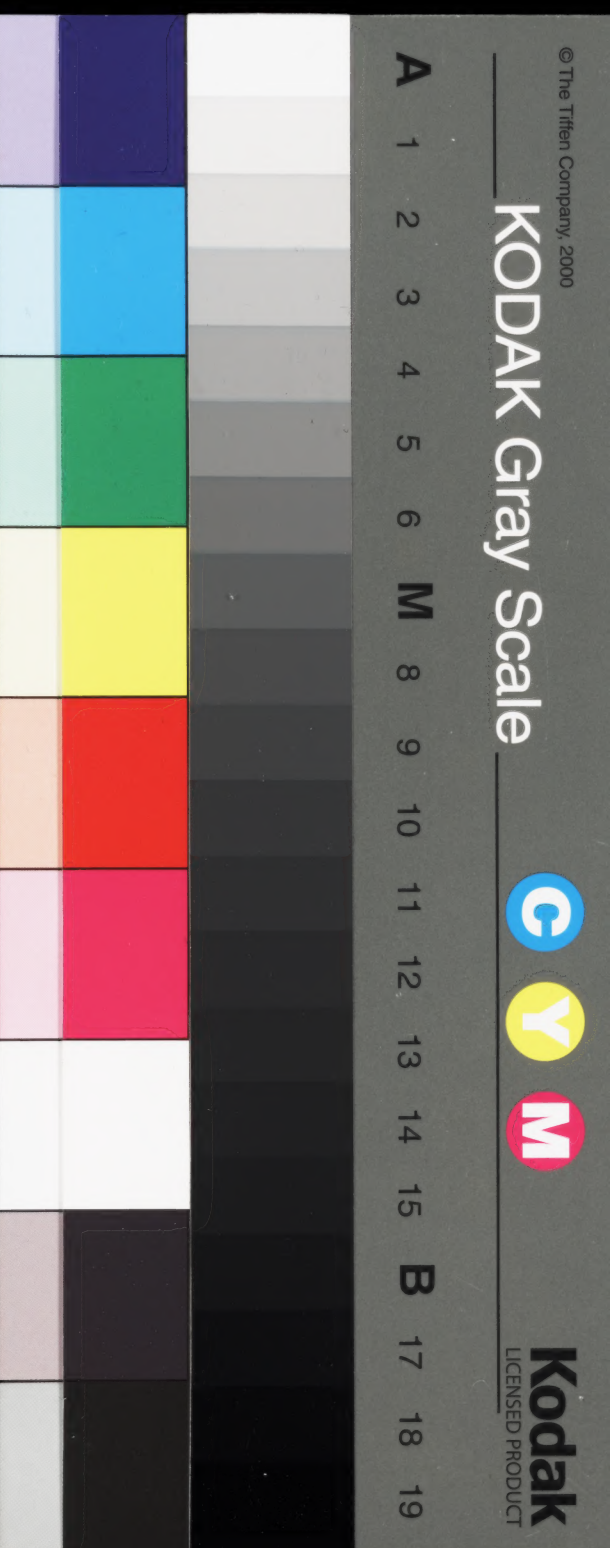 © The Tiffen Company, 2000
KODAK Gray Scale
C Y M
Kodak
LICENSED PRODUCT
A 1 2 3 4 5 6 M 8 9 10 11 12 13 14 15 B 17 18 19